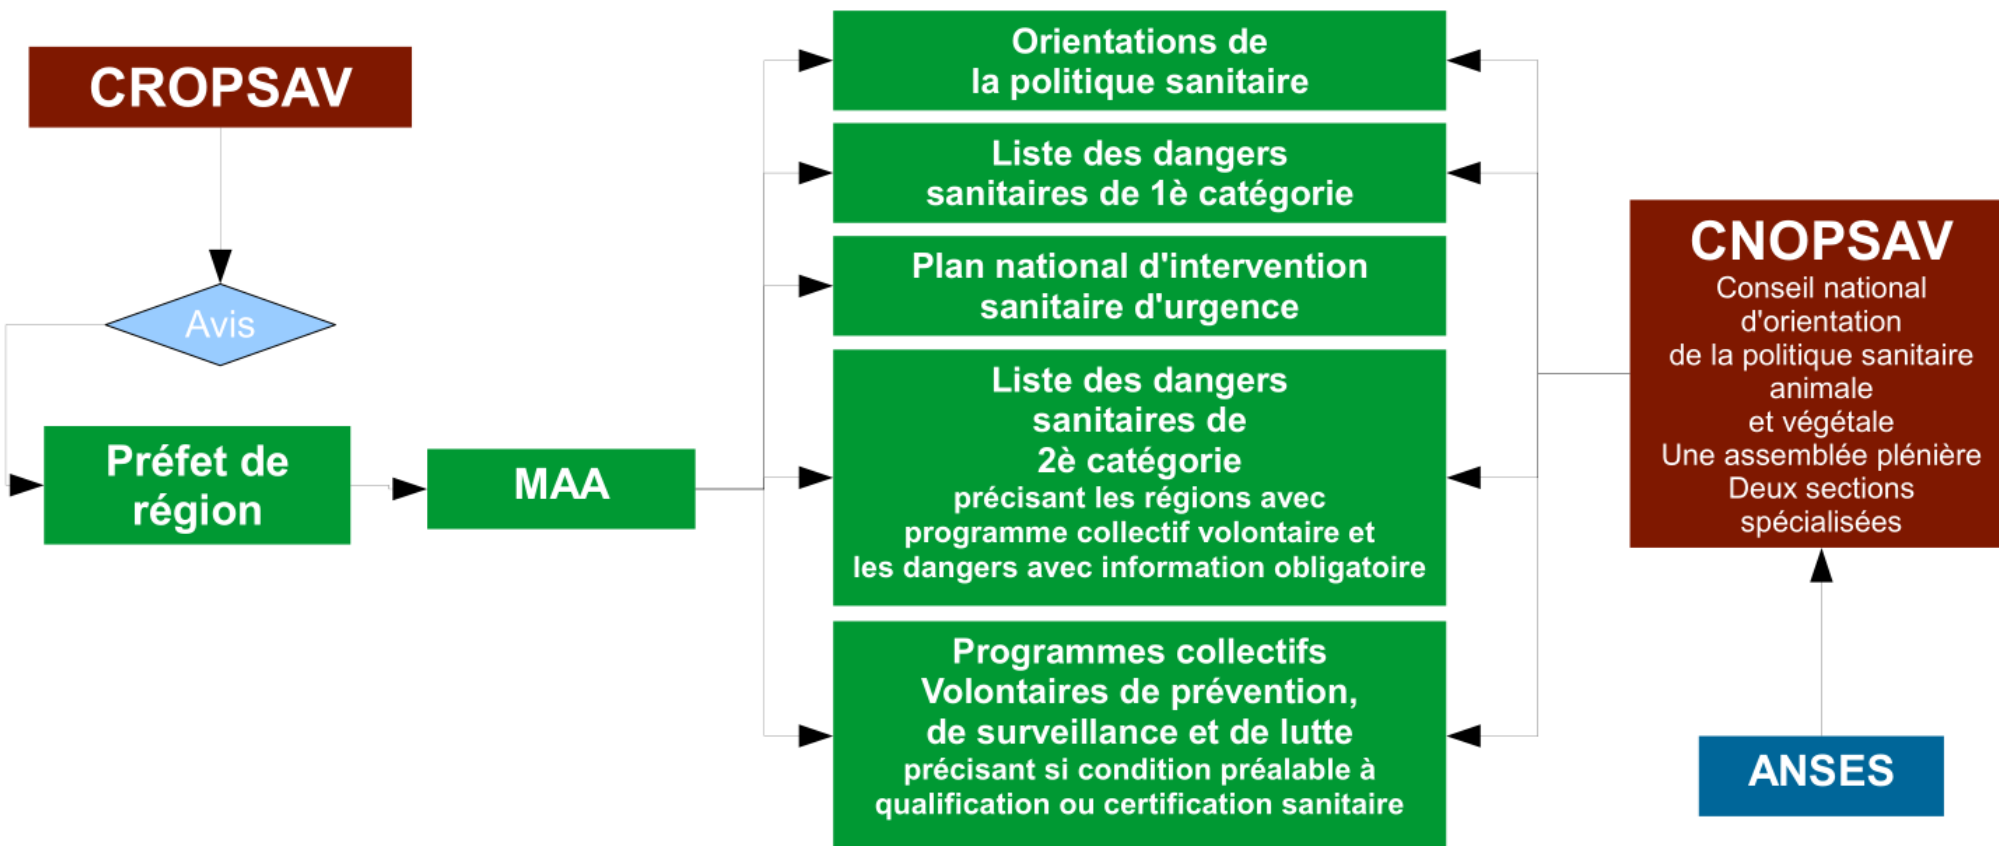 CROPSAV
Avis
Préfet de
région
MAA
Orientations de
la politique sanitaire
Liste des dangers
sanitaires de 1è catégorie
Plan national d'intervention
sanitaire d'urgence
Liste des dangers
sanitaires de
2è catégorie
précisant les régions avec
programme collectif volontaire et
les dangers avec information obligatoire
Programmes collectifs
Volontaires de prévention,
de surveillance et de lutte
précisant si condition préalable à
qualification ou certification sanitaire
CNOPSAV
Conseil national
d'orientation
de la politique sanitaire
animale
et végétale
Une assemblée plénière
Deux sections
spécialisées
ANSES